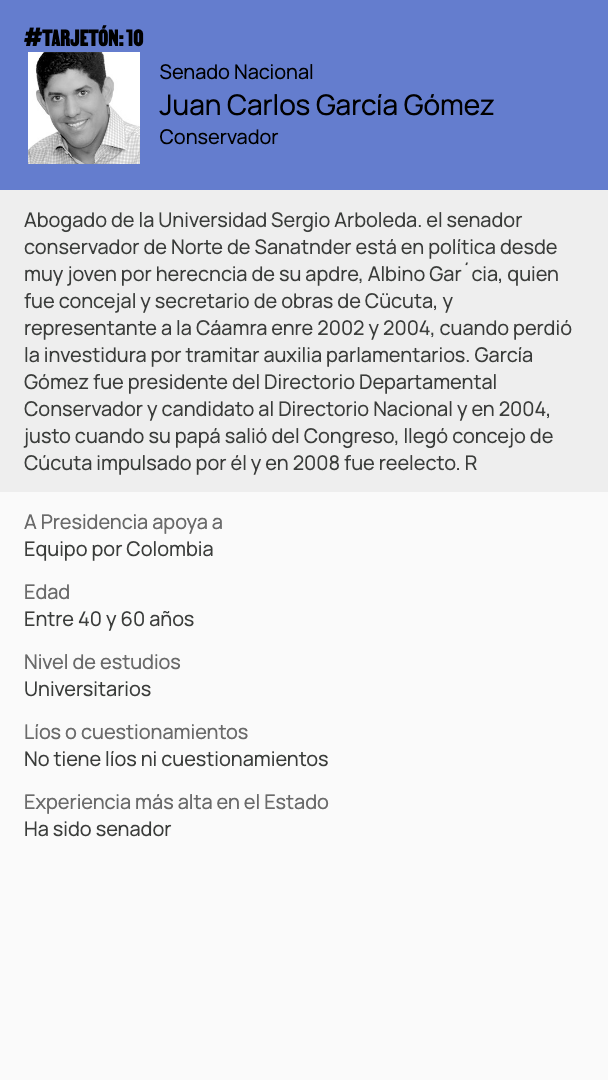 #TARJETÓN: 10
Senado Nacional
Juan Carlos García Gómez
Conservador
Abogado de la Universidad Sergio Arboleda. el senador
conservador de Norte de Sanatnder está en política desde
muy joven por herecncia de su apdre, Albino Gar´cia, quien
fue concejal y secretario de obras de Cücuta, y
representante a la Cáamra enre 2002 y 2004, cuando perdió
la investidura por tramitar auxilia parlamentarios. García
Gómez fue presidente del Directorio Departamental
Conservador y candidato al Directorio Nacional y en 2004,
justo cuando su papá salió del Congreso, llegó concejo de
Cúcuta impulsado por él y en 2008 fue reelecto. R
A Presidencia apoya a
Equipo por Colombia
Edad
Entre 40 y 60 años
Nivel de estudios
Universitarios
Líos o cuestionamientos
No tiene líos ni cuestionamientos
Experiencia más alta en el Estado
Ha sido senador